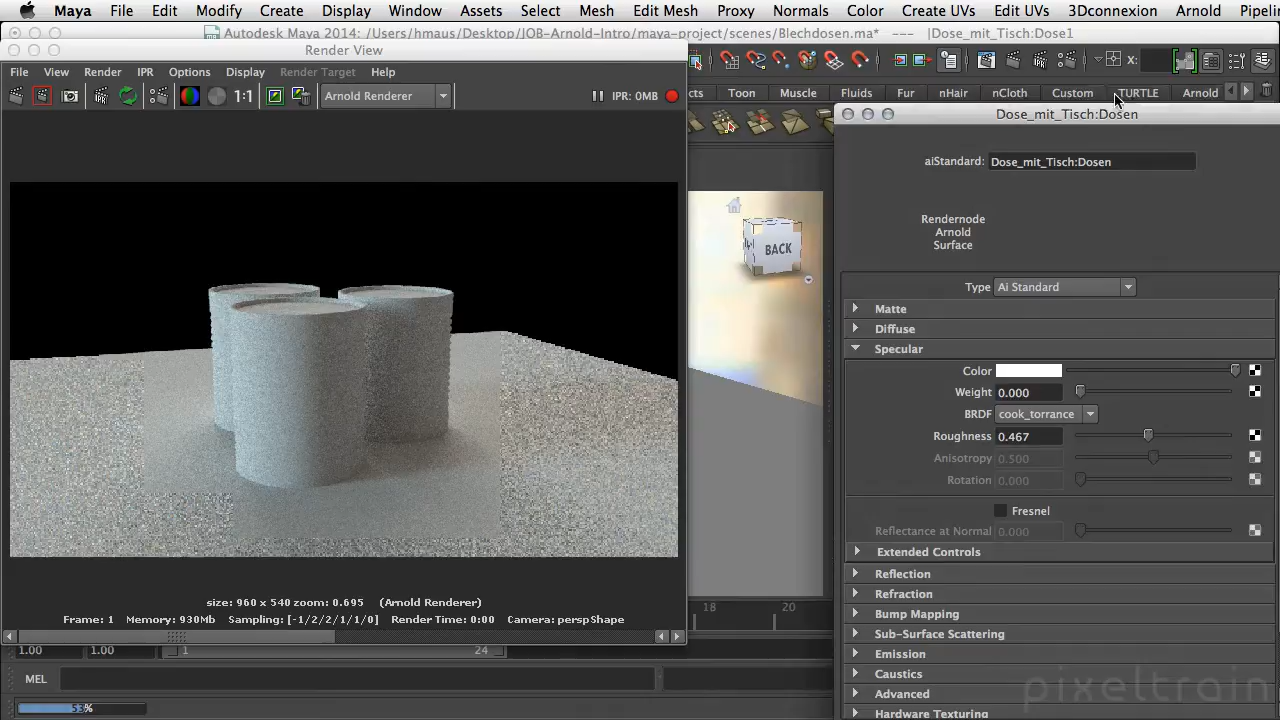 Maya File Edit Modify Create Display Window Assets Select Mesh Edit Mesh Proxy Normals Color Create UVs Edit UVs 3Dconnexion Arnold Pipelin
Autodesk Maya 2014: /Users/hmaus/Desktop/JOB-Arnold-Intro/maya-project/scenes/Blechdosen.ma* --- |Dose_mit_Tisch:Dose1
Render View
File View Render IPR Options Display Render Target Help
X:
1:1 Arnold Renderer IPR: 0MB
cts Toon Muscle Fluids Fur nHair nCloth Custom TURTLE Arnold
Dose_mit_Tisch:Dosen
aiStandard: Dose_mit_Tisch:Dosen
Rendernode
Arnold
Surface
BACK
Type Ai Standard
Matte
Diffuse
Specular
Color
Weight 0.000
BRDF cook_torrance
Roughness 0.467
Anisotropy 0.500
Rotation 0.000
Fresnel
Reflectance at Normal 0.000
Extended Controls
Reflection
Refraction
Bump Mapping
Sub-Surface Scattering
Emission
Caustics
Advanced
Hardware Texturing
size: 960 x 540 zoom: 0.695 (Arnold Renderer)
Frame: 1 Memory: 930Mb Sampling: [-1/2/2/1/1/0] Render Time: 0:00 Camera: perspShape
18 20
1.00 1.00 1 24
MEL
53%
pixeltrain